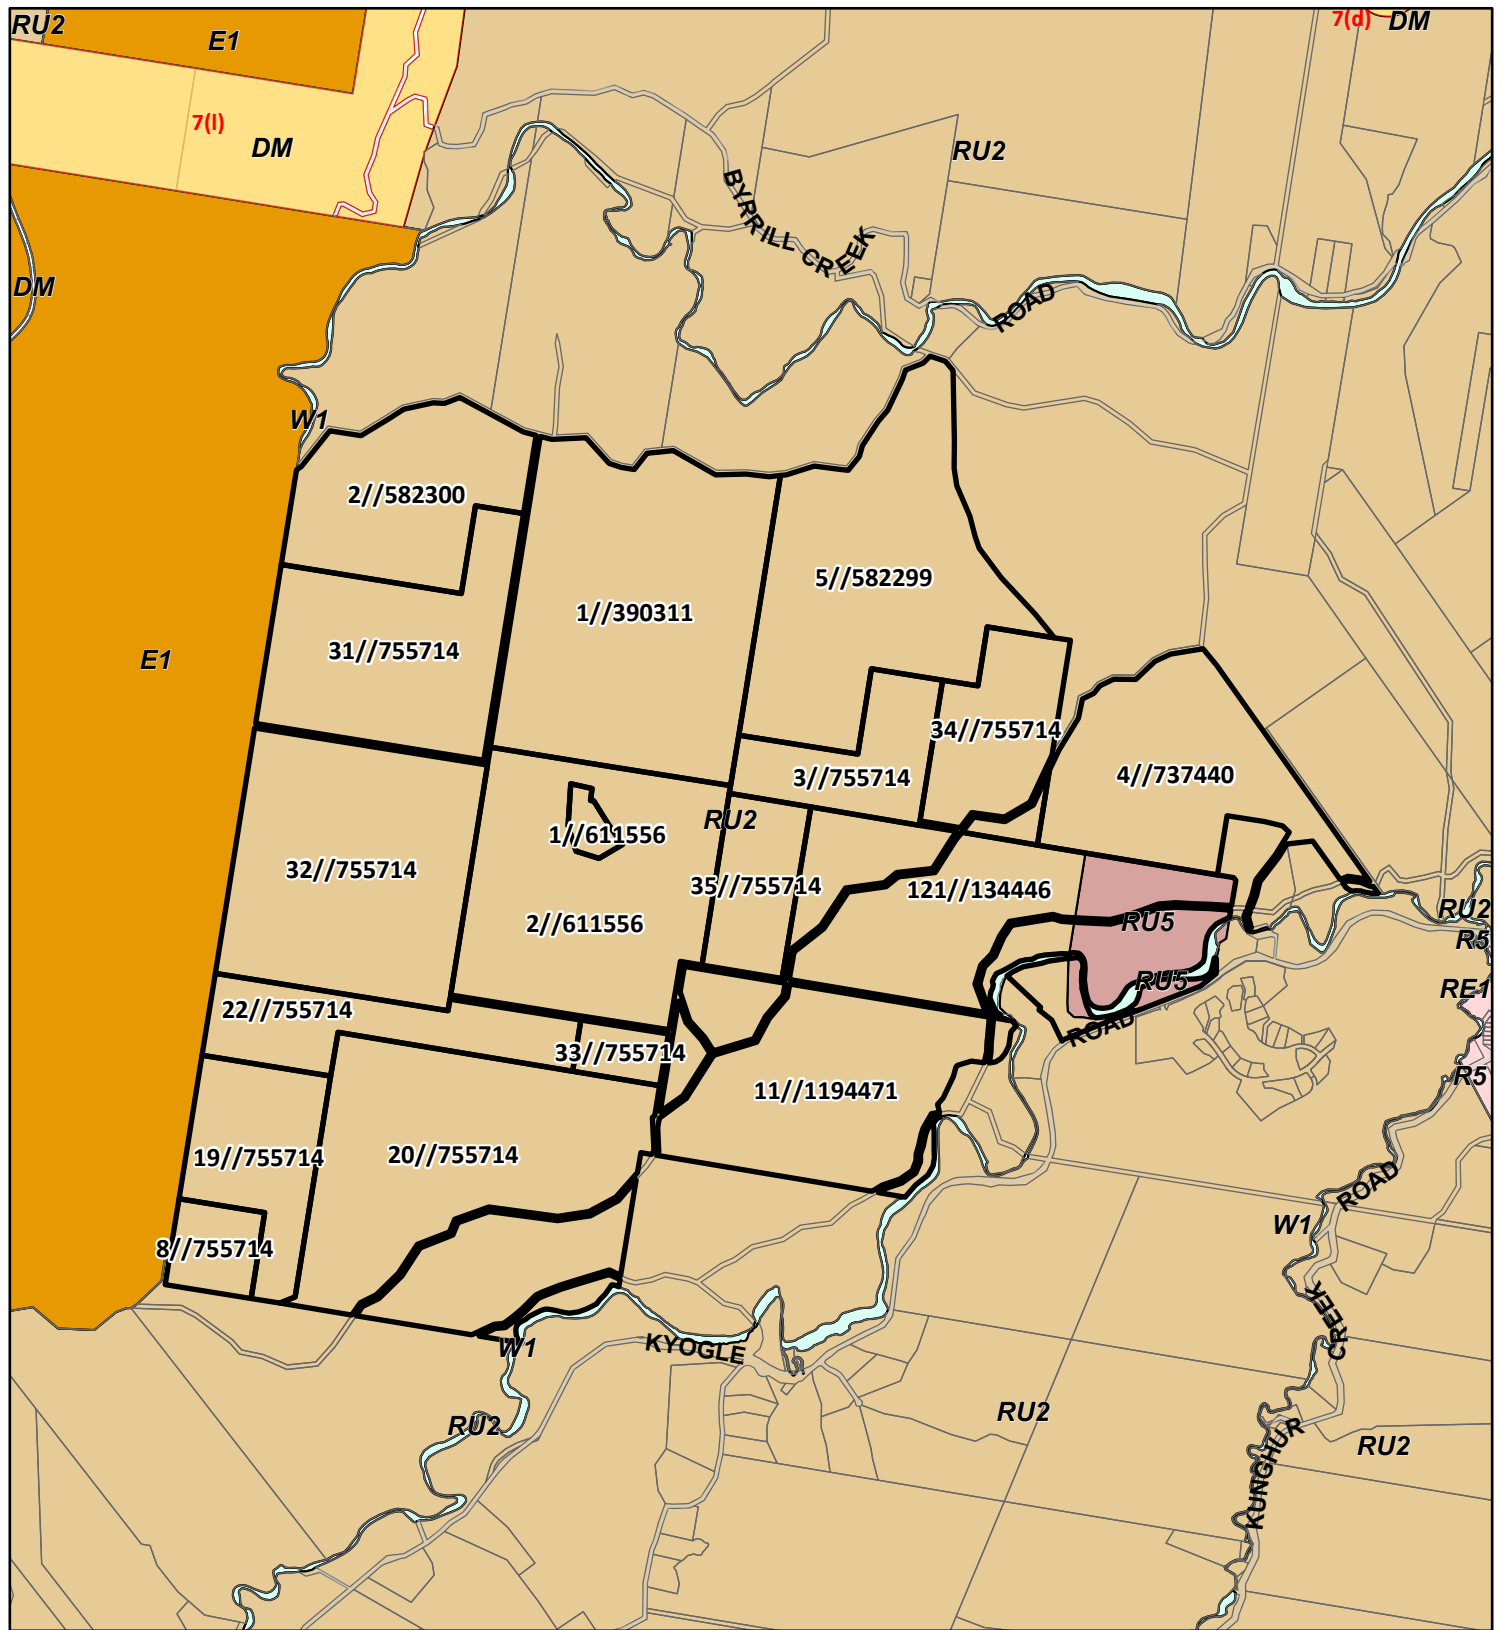 RU2
E1
7(d)
DM
7(l)
DM
RU2
BYRRILL CREEK
ROAD
DM
W1
2//582300
5//582299
1//390311
31//755714
E1
34//755714
3//755714
4//737440
RU2
1//611556
32//755714
35//755714
121//134446
2//611556
RU5
RU2
R5
RU5
RE1
22//755714
ROAD
33//755714
R5
11//1194471
19//755714
20//755714
ROAD
W1
8//755714
CREEK
KYOGLE
W1
RU2
RU2
RU2
KUNGHUR